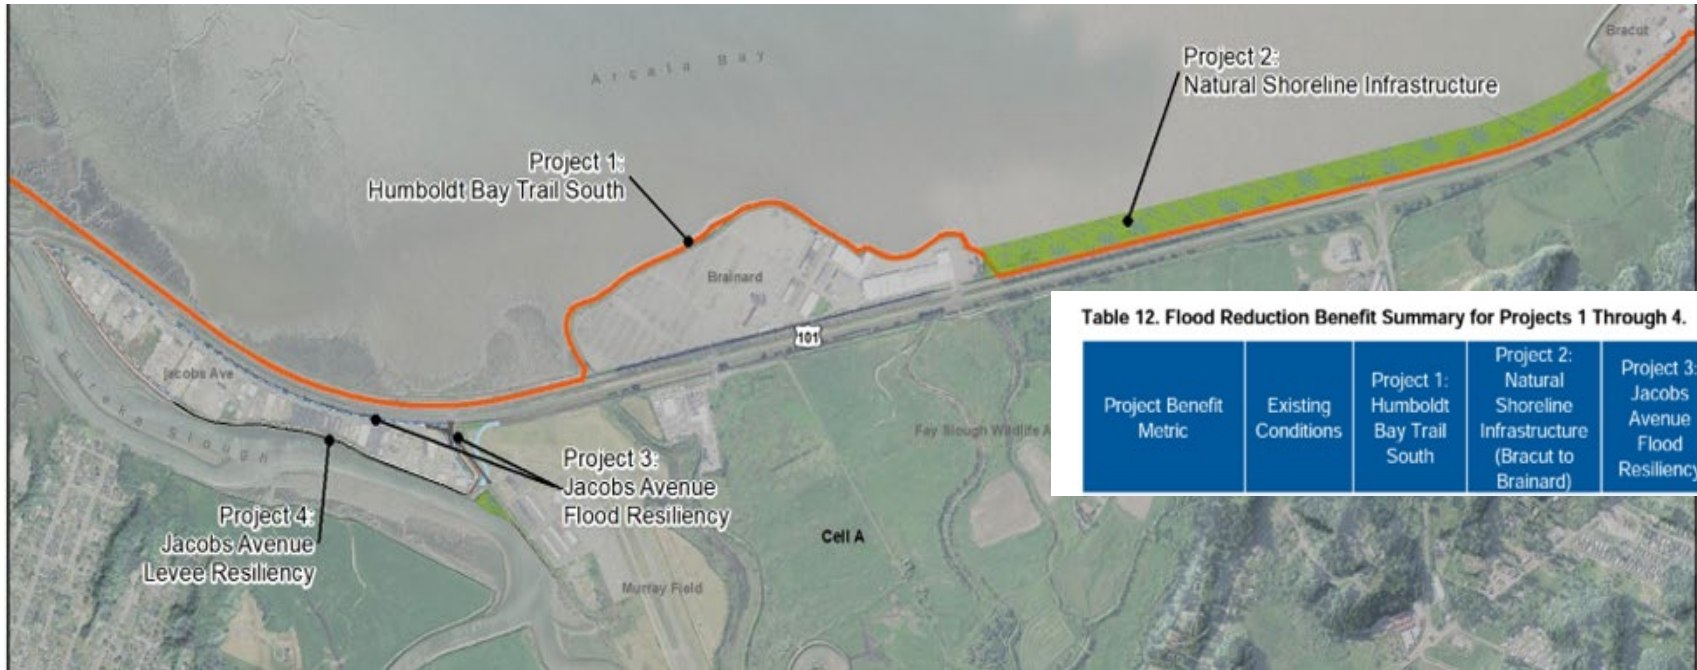 Bracut
Arcata Bay
Project 2:
Natural Shoreline Infrastructure
Project 1:
Humboldt Bay Trail South
Brainard
101
Table 12. Flood Reduction Benefit Summary for Projects 1 Through 4.
Project Benefit
Metric
Existing
Conditions
Project 1:
Humboldt
Bay Trail
South
Project 2:
Natural
Shoreline
Infrastructure
(Bracut to
Brainard)
Project 3:
Jacobs
Avenue
Flood
Resiliency
Jacobs Ave
Eureka Slough
Fay Slough Wildlife A
Project 3:
Jacobs Avenue
Flood Resiliency
Project 4:
Jacobs Avenue
Levee Resiliency
Cell A
Murray Field